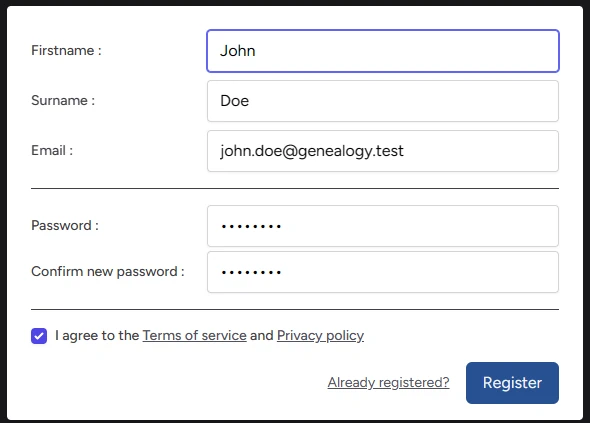 Firstname : John
Surname : Doe
Email : john.doe@genealogy.test
Password : ••••••••
Confirm new password : ••••••••
I agree to the Terms of service and Privacy policy
Already registered? Register